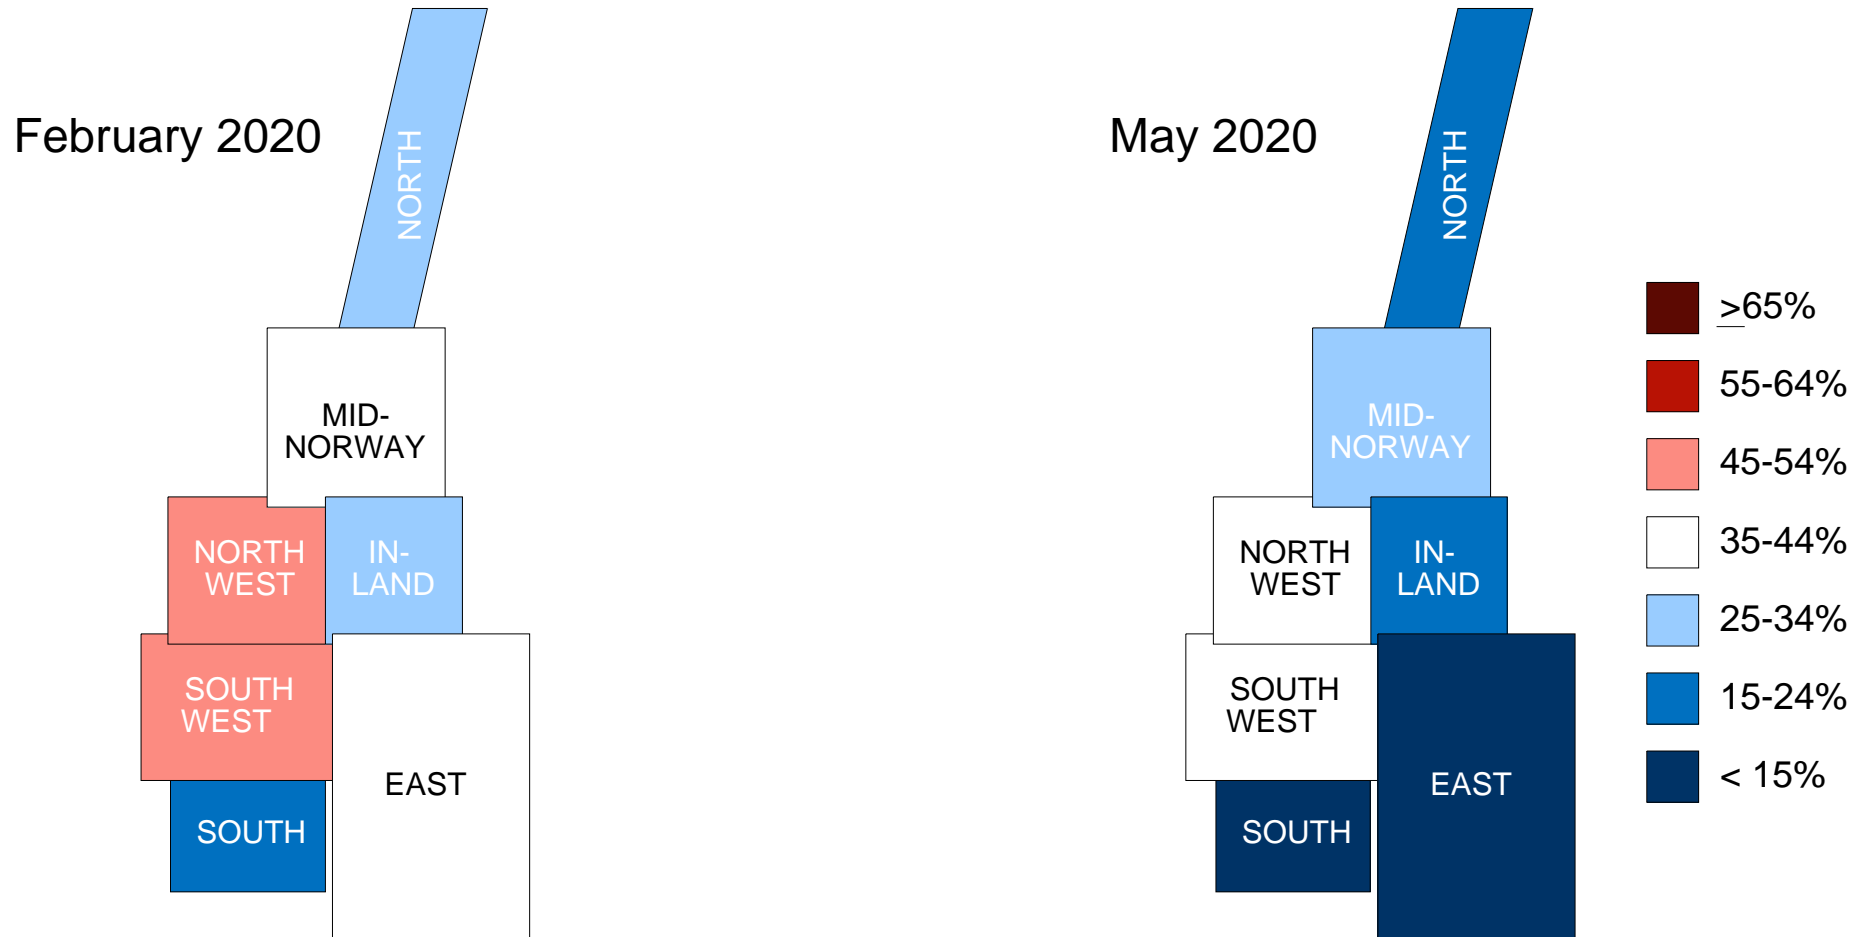 February 2020
NORTH
MID-
NORWAY
NORTH
WEST
IN-
LAND
SOUTH
WEST
EAST
SOUTH
May 2020
NORTH
MID-
NORWAY
NORTH
WEST
IN-
LAND
SOUTH
WEST
EAST
SOUTH
>65%
55-64%
45-54%
35-44%
25-34%
15-24%
< 15%